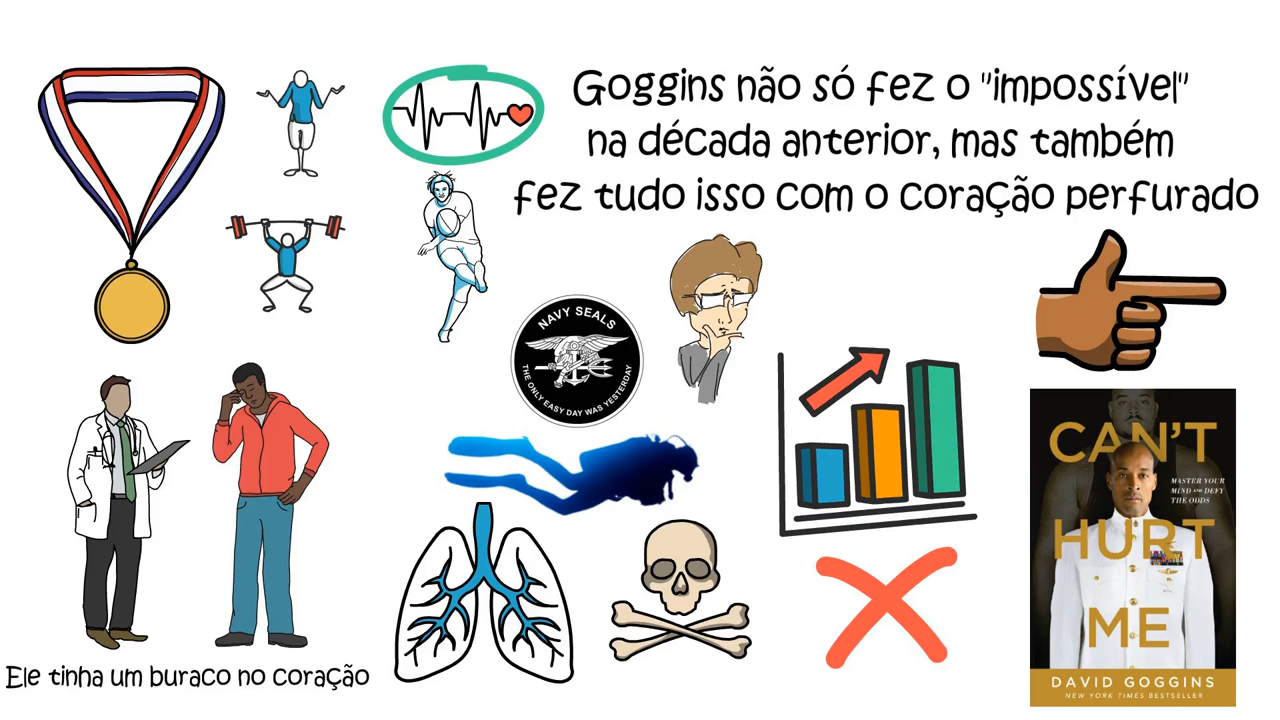 Goggins não só fez o "impossível"
na década anterior, mas também
fez tudo isso com o coração perfurado
NAVY SEALS
THE ONLY EASY DAY WAS YESTERDAY
Ele tinha um buraco no coração
CAN'T
MASTER YOUR
MIND AND DEFY
THE ODDS
HURT
ME
DAVID GOGGINS
NEW YORK TIMES BESTSELLER